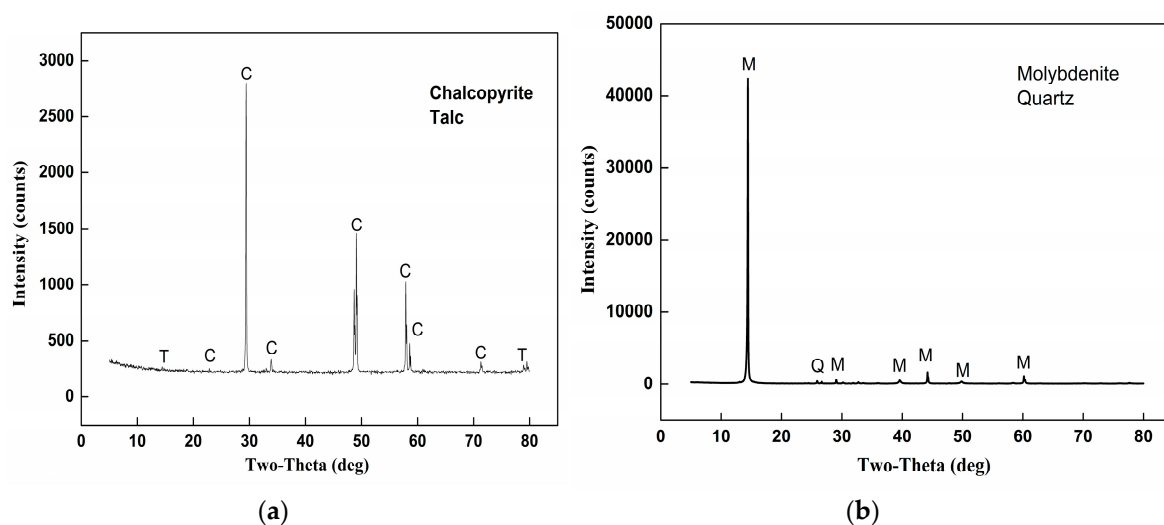 3000
2500
2000
1500
1000
500
0
Intensity (counts)
C
Chalcopyrite
Talc
C
C
C
T
C
C
C
T
0 10 20 30 40 50 60 70 80
Two-Theta (deg)
(a)
50000
40000
30000
20000
10000
0
Intensity (counts)
M
Molybdenite
Quartz
Q M M M M M
0 10 20 30 40 50 60 70 80
Two-Theta (deg)
(b)